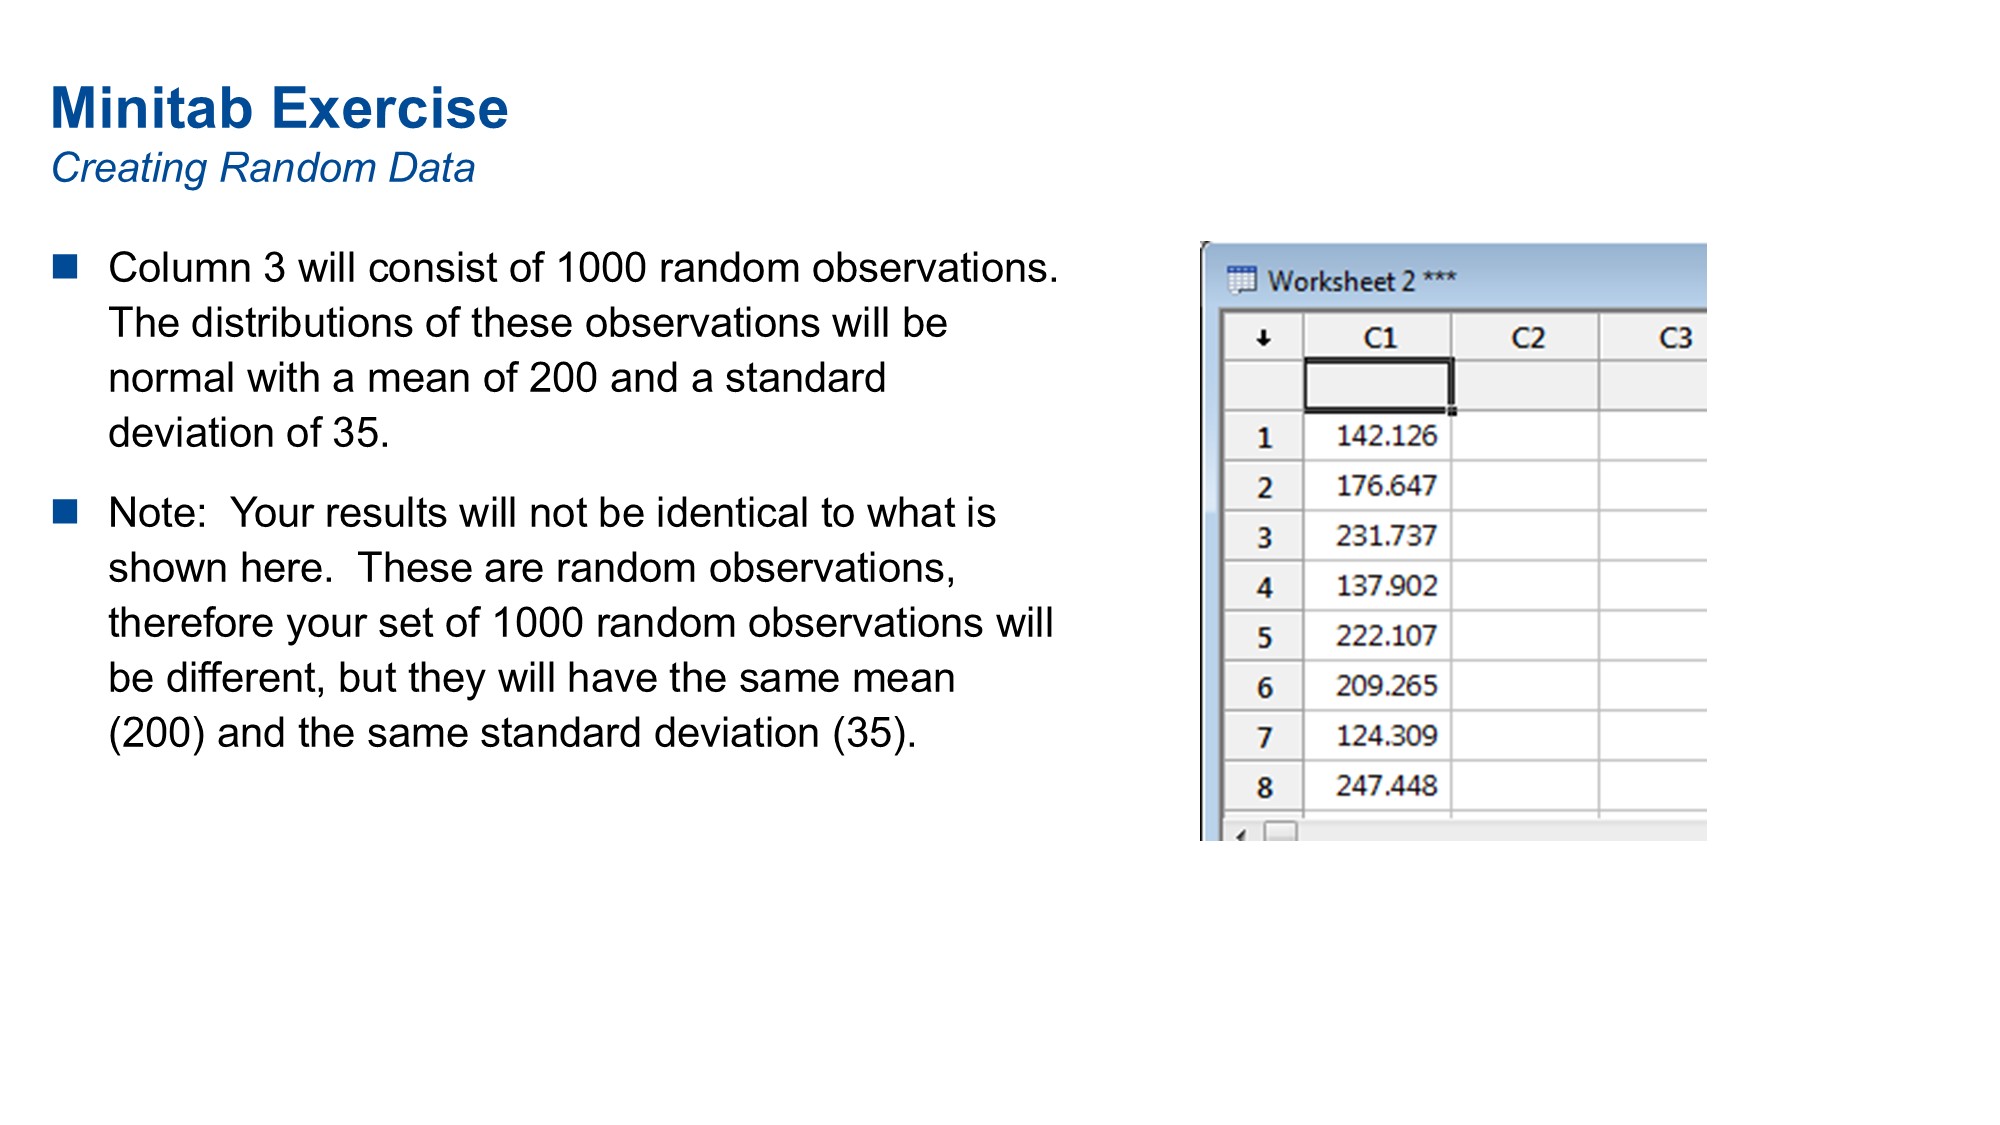 Minitab Exercise
Creating Random Data
Column 3 will consist of 1000 random observations.
The distributions of these observations will be
normal with a mean of 200 and a standard
deviation of 35.
Note:  Your results will not be identical to what is
shown here.  These are random observations,
therefore your set of 1000 random observations will
be different, but they will have the same mean
(200) and the same standard deviation (35).
Worksheet 2 ***
C1 C2 C3
1 142.126
2 176.647
3 231.737
4 137.902
5 222.107
6 209.265
7 124.309
8 247.448